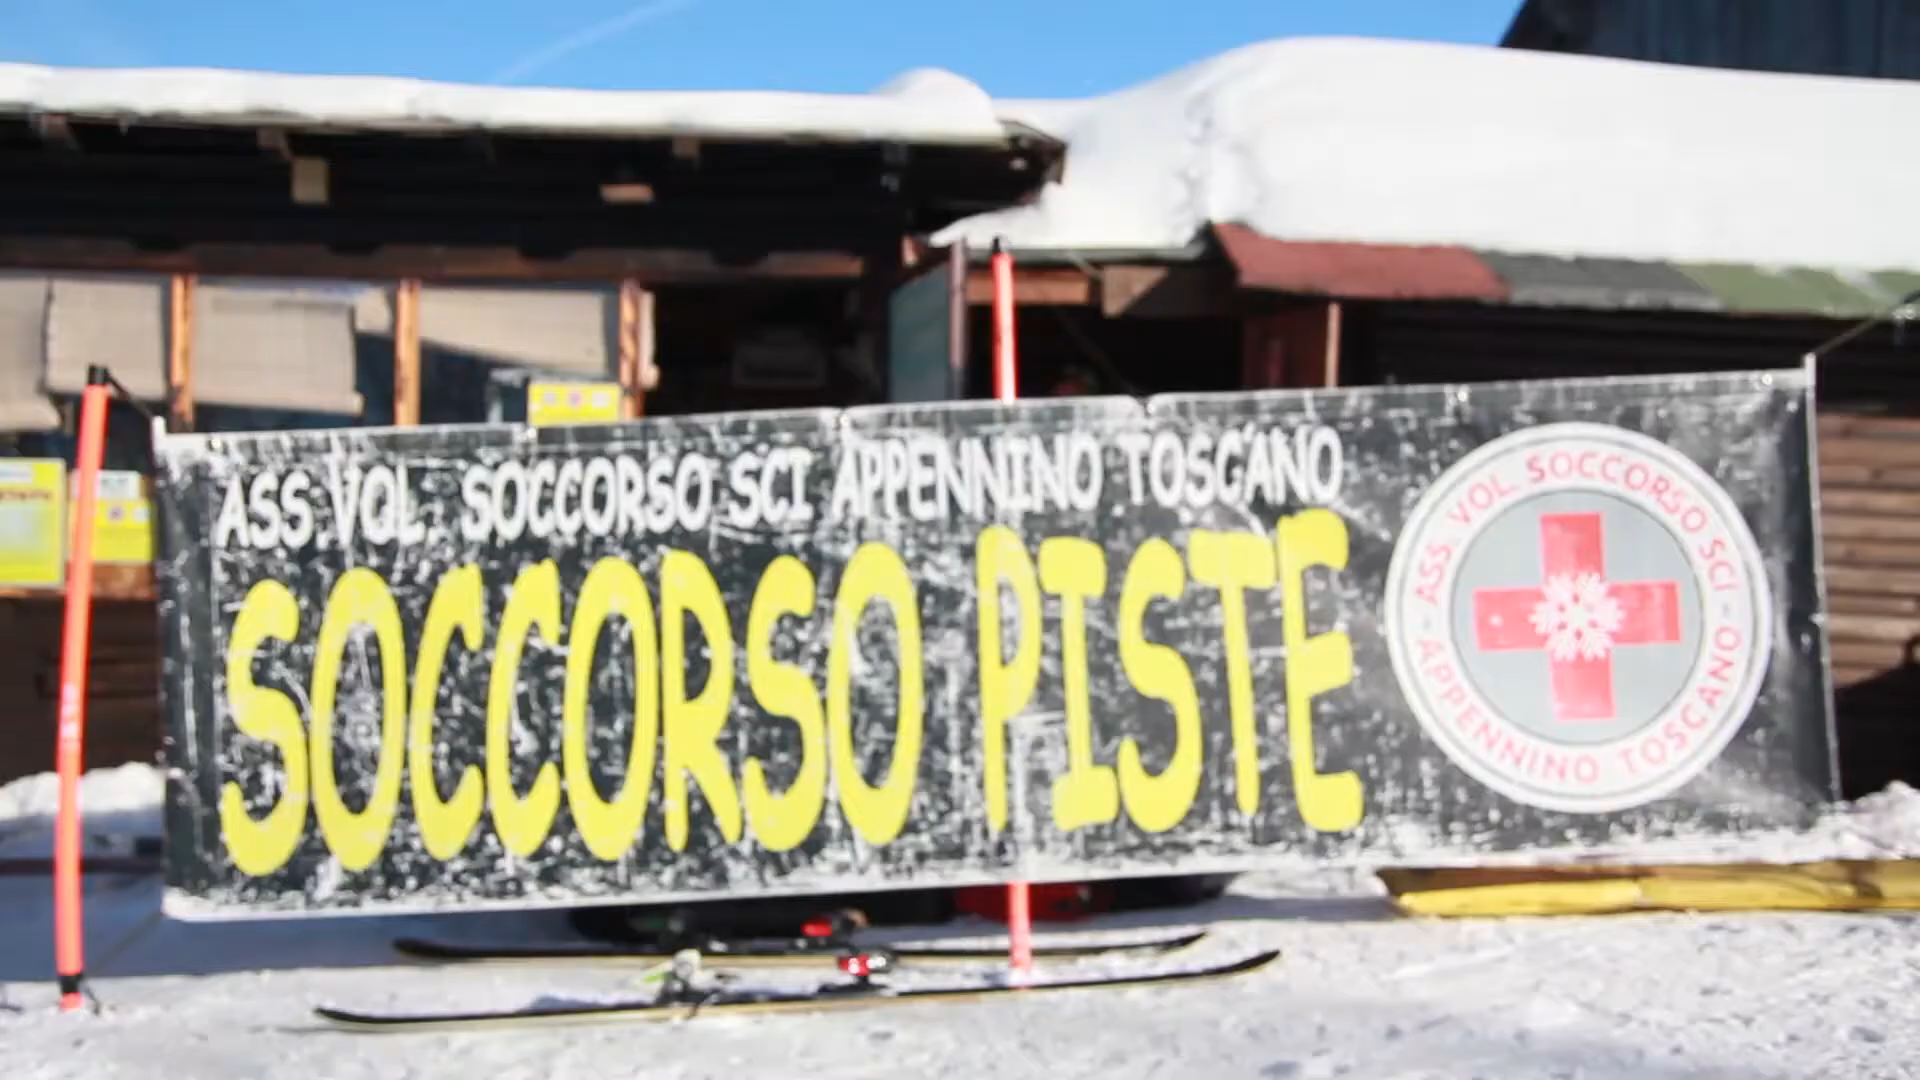 ASS.VOL. SOCCORSO SCI APPENNINO TOSCANO
SOCCORSO PISTE
ASS. VOL. SOCCORSO SCI -
- APPENNINO TOSCANO